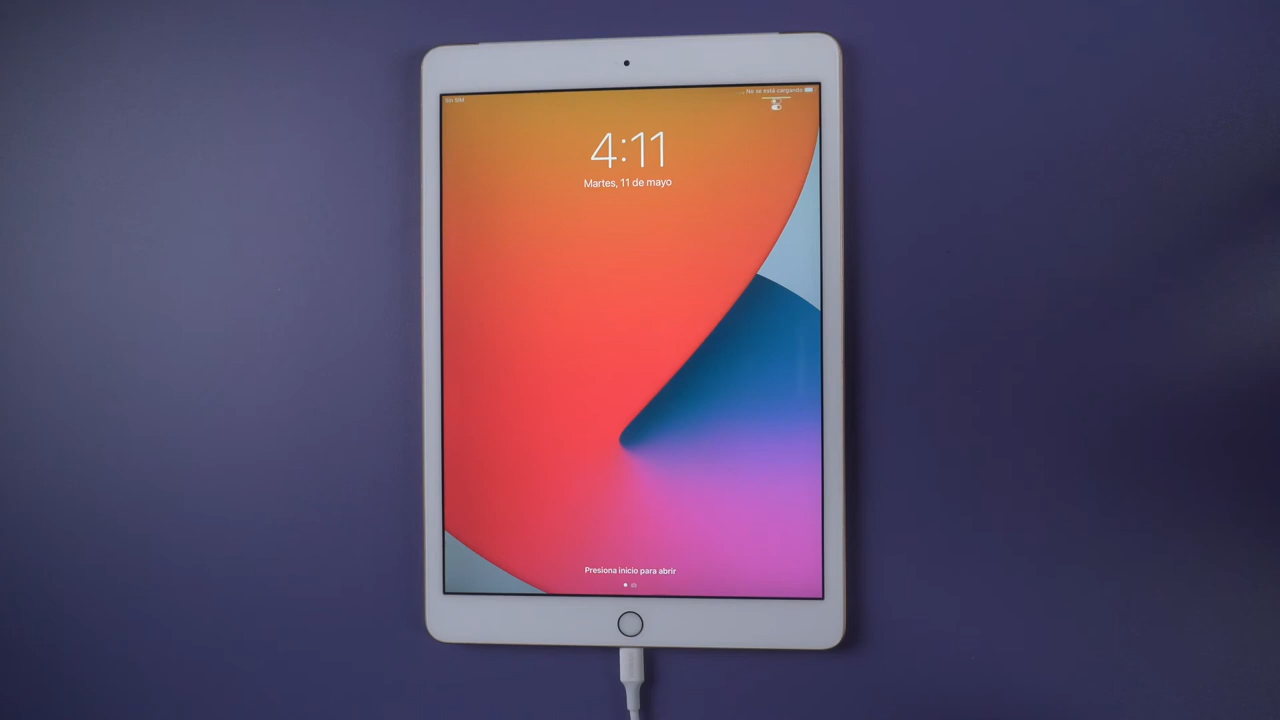 Sin SIM
No se está cargando
4:11
Martes, 11 de mayo
Presiona inicio para abrir